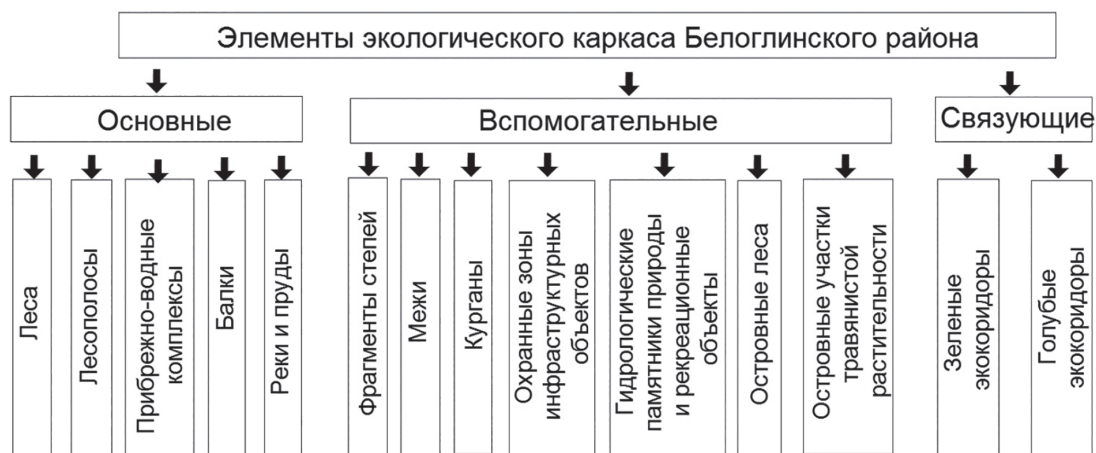 Элементы экологического каркаса Белоглинского района
Основные
Вспомогательные
Связующие
Леса
Лесополосы
Прибрежно-водные
комплексы
Балки
Реки и пруды
Фрагменты степей
Межи
Курганы
Охранные зоны
инфраструктурных
объектов
Гидрологические
памятники природы
и рекреационные
объекты
Островные леса
Островные участки
травянистой
растительности
Зеленые
экокоридоры
Голубые
экокоридоры